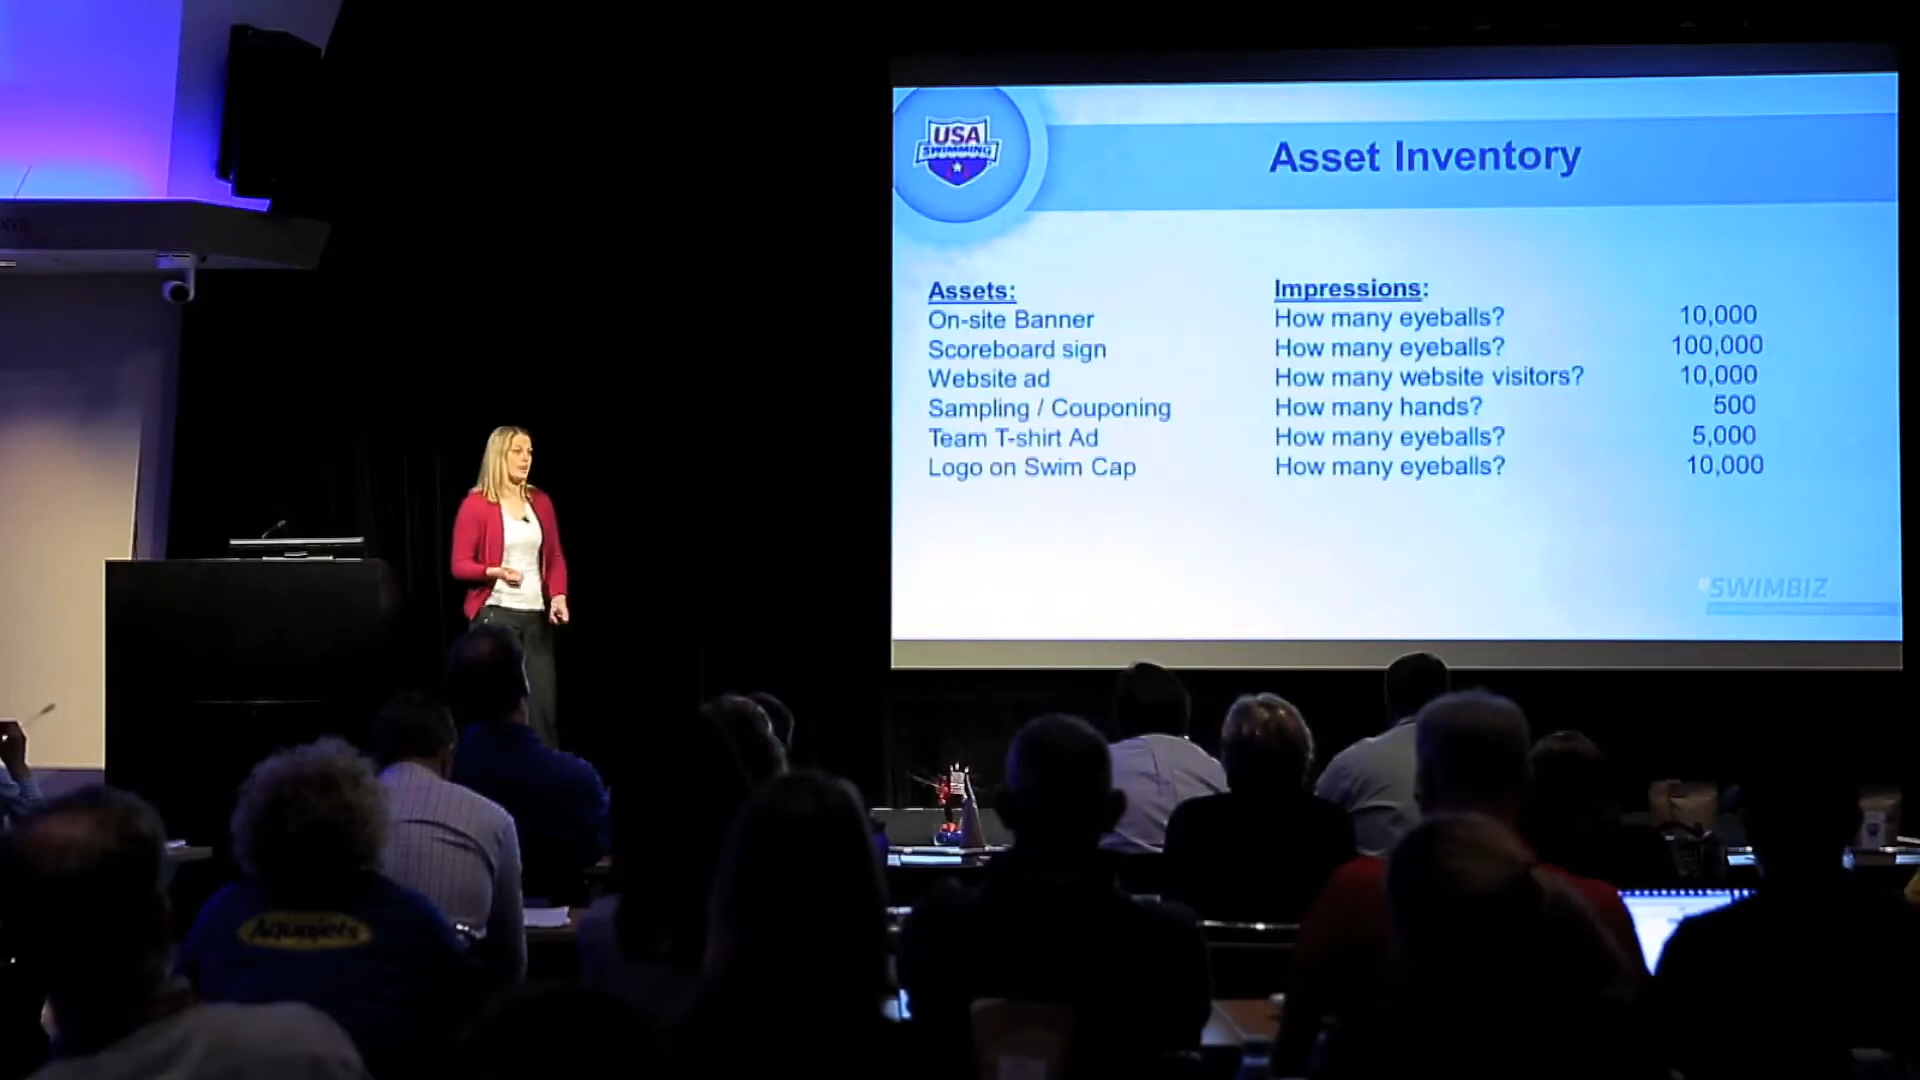 USA
SWIMMING
Asset Inventory
Assets: Impressions:
On-site Banner How many eyeballs? 10,000
Scoreboard sign How many eyeballs? 100,000
Website ad How many website visitors? 10,000
Sampling / Couponing How many hands? 500
Team T-shirt Ad How many eyeballs? 5,000
Logo on Swim Cap How many eyeballs? 10,000
#SWIMBIZ
Aquajets